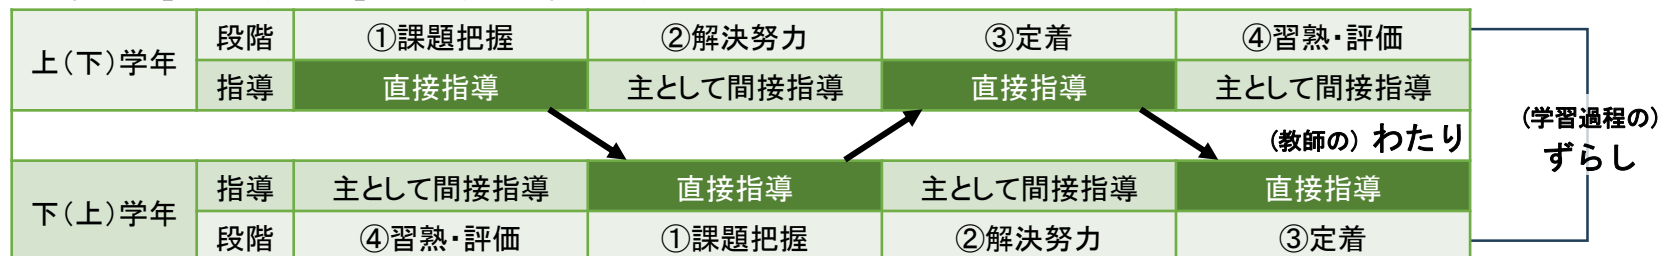 上(下)学年 段階 ①課題把握 ②解決努力 ③定着 ④習熟・評価
指導 直接指導 主として間接指導 直接指導 主として間接指導
(教師の) わたり
(学習過程の)
ずらし
下(上)学年 指導 主として間接指導 直接指導 主として間接指導 直接指導
段階 ④習熟・評価 ①課題把握 ②解決努力 ③定着